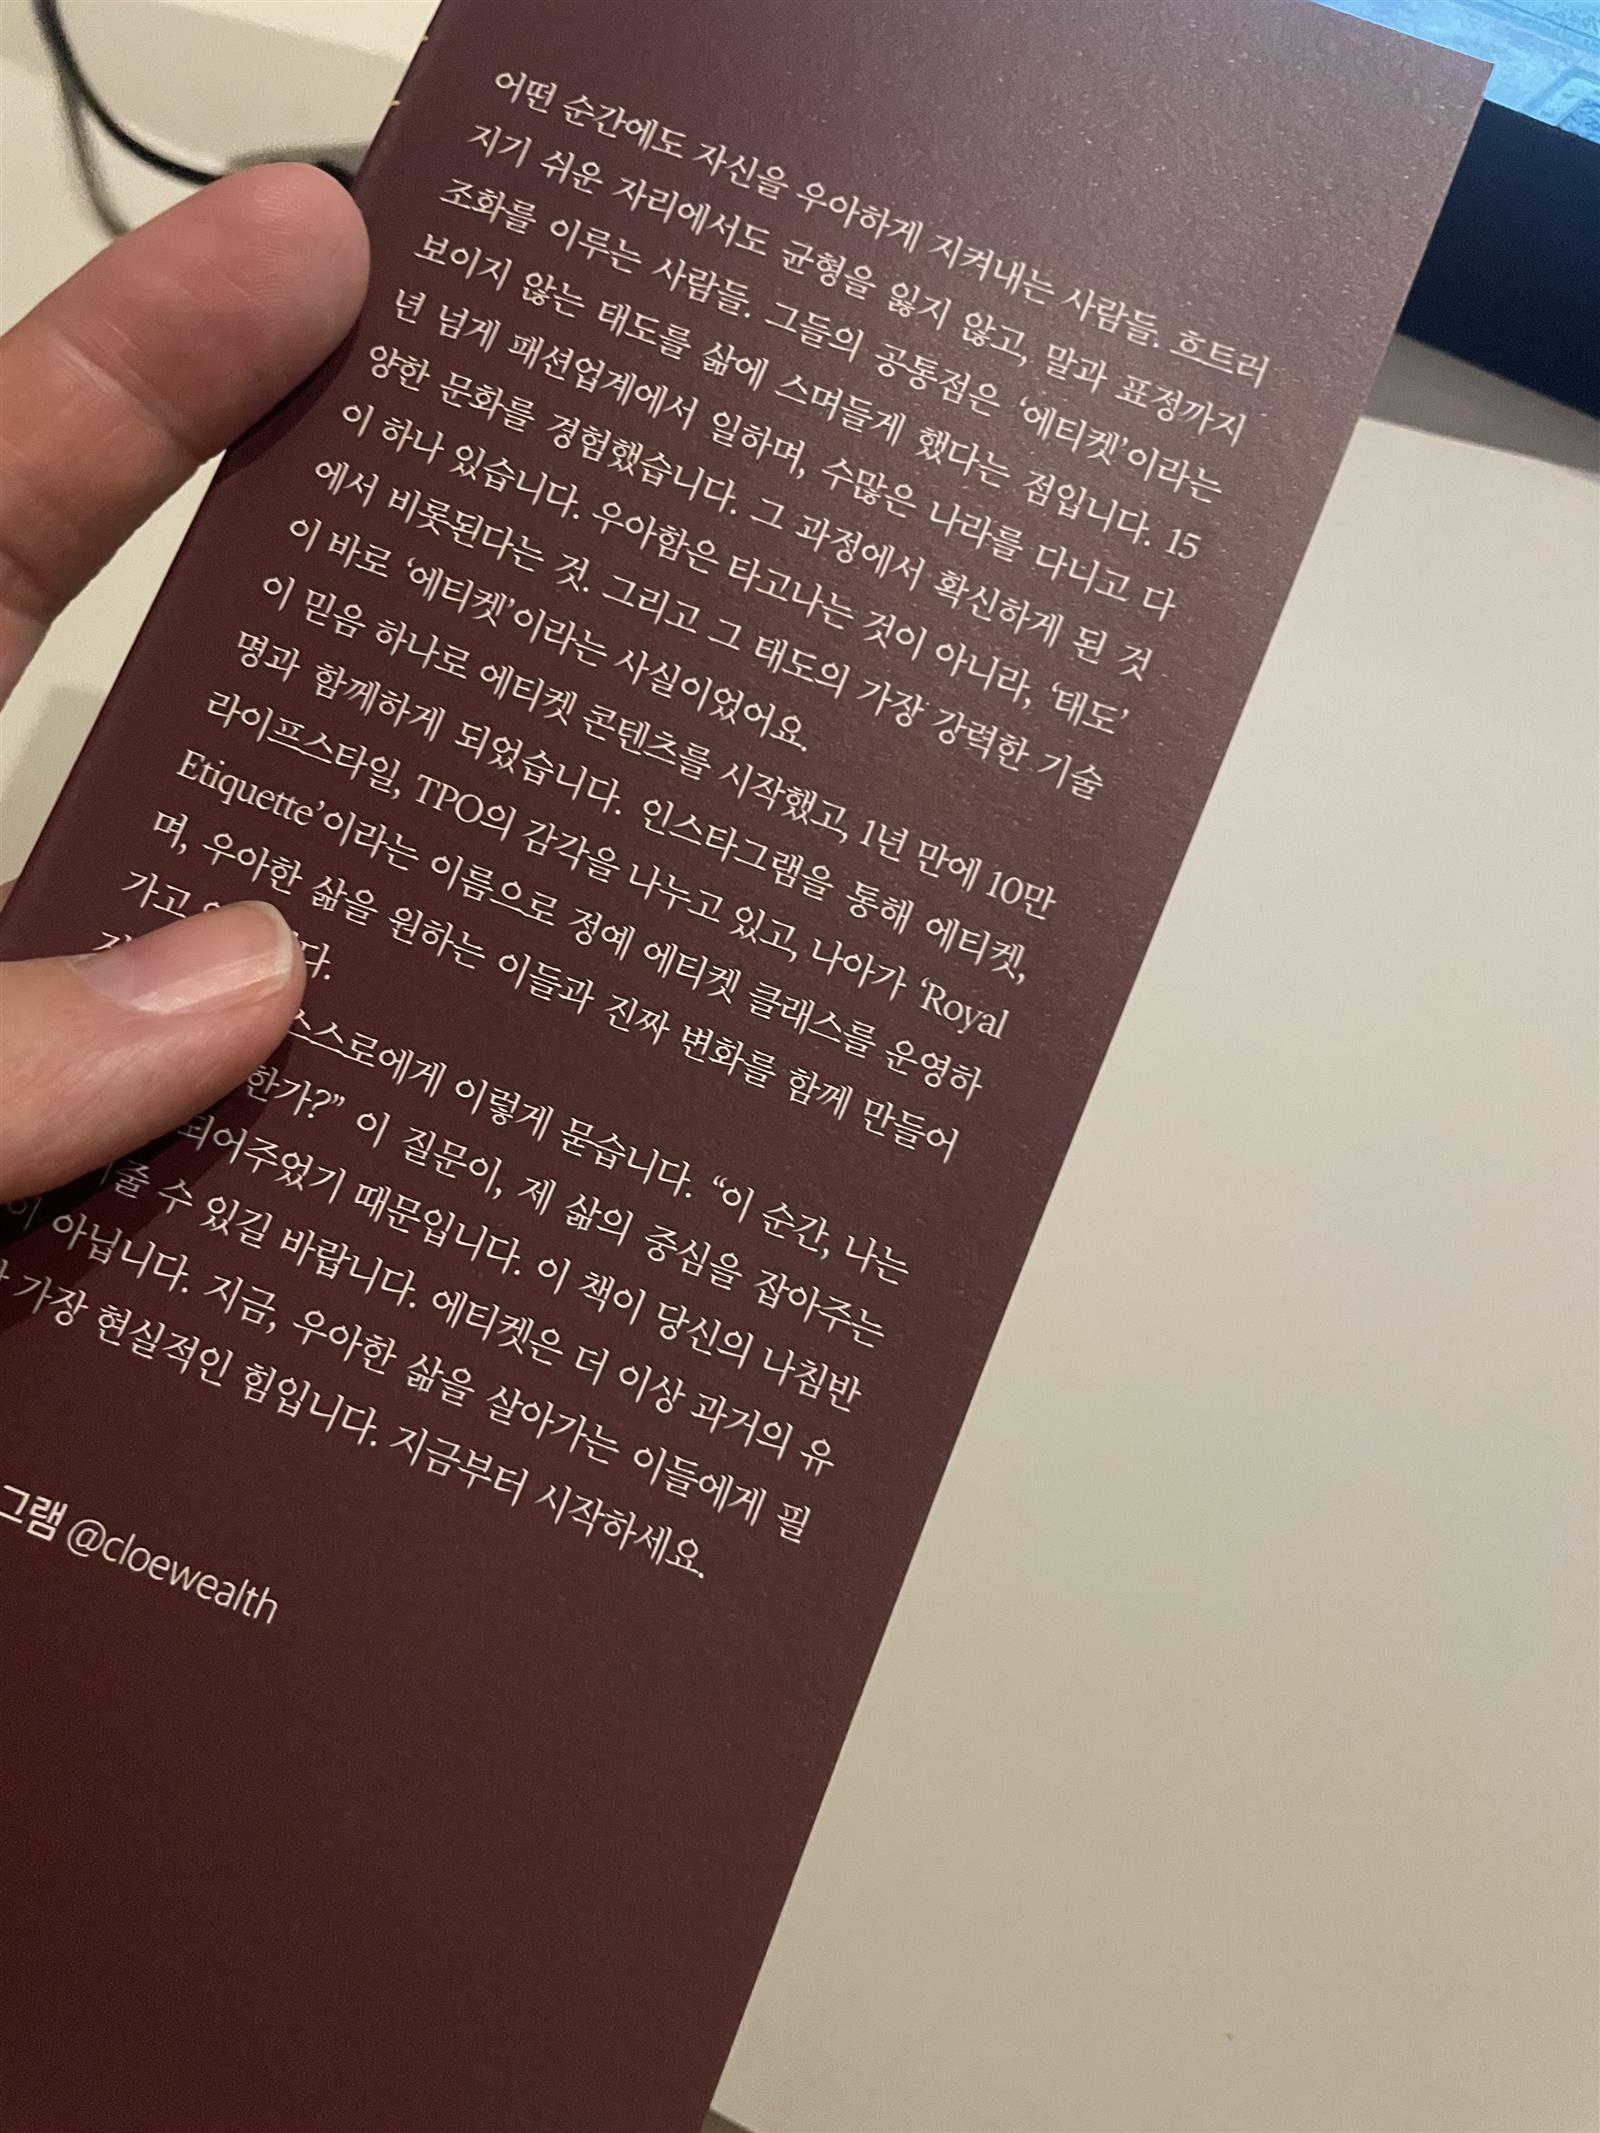 어떤 순간에도 자신을 우아하게 지켜내는 사람들. 흐트러
지기 쉬운 자리에서도 균형을 잃지 않고, 말과 표정까지
조화를 이루는 사람들. 그들의 공통점은 ‘에티켓’이라는
보이지 않는 태도를 삶에 스며들게 했다는 점입니다. 15
년 넘게 패션업계에서 일하며, 수많은 나라를 다니고 다
양한 문화를 경험했습니다. 그 과정에서 확신하게 된 것
이 하나 있습니다. 우아함은 타고나는 것이 아니라, ‘태도’
에서 비롯된다는 것. 그리고 그 태도의 가장 강력한 기술
이 바로 ‘에티켓’이라는 사실이었어요.
이 믿음 하나로 에티켓 콘텐츠를 시작했고, 1년 만에 10만
명과 함께하게 되었습니다. 인스타그램을 통해 에티켓,
라이프스타일, TPO의 감각을 나누고 있고, 나아가 ‘Royal
Etiquette’이라는 이름으로 정예 에티켓 클래스를 운영하
며, 우아한 삶을 원하는 이들과 진짜 변화를 함께 만들어
가고
스스로에게 이렇게 묻습니다. “이 순간, 나는
한가?” 이 질문이, 제 삶의 중심을 잡아주는
되어주었기 때문입니다. 이 책이 당신의 나침반
수 있길 바랍니다. 에티켓은 더 이상 과거의 유
아닙니다. 지금, 우아한 삶을 살아가는 이들에게 필
가장 현실적인 힘입니다. 지금부터 시작하세요.
그램 @cloewealth